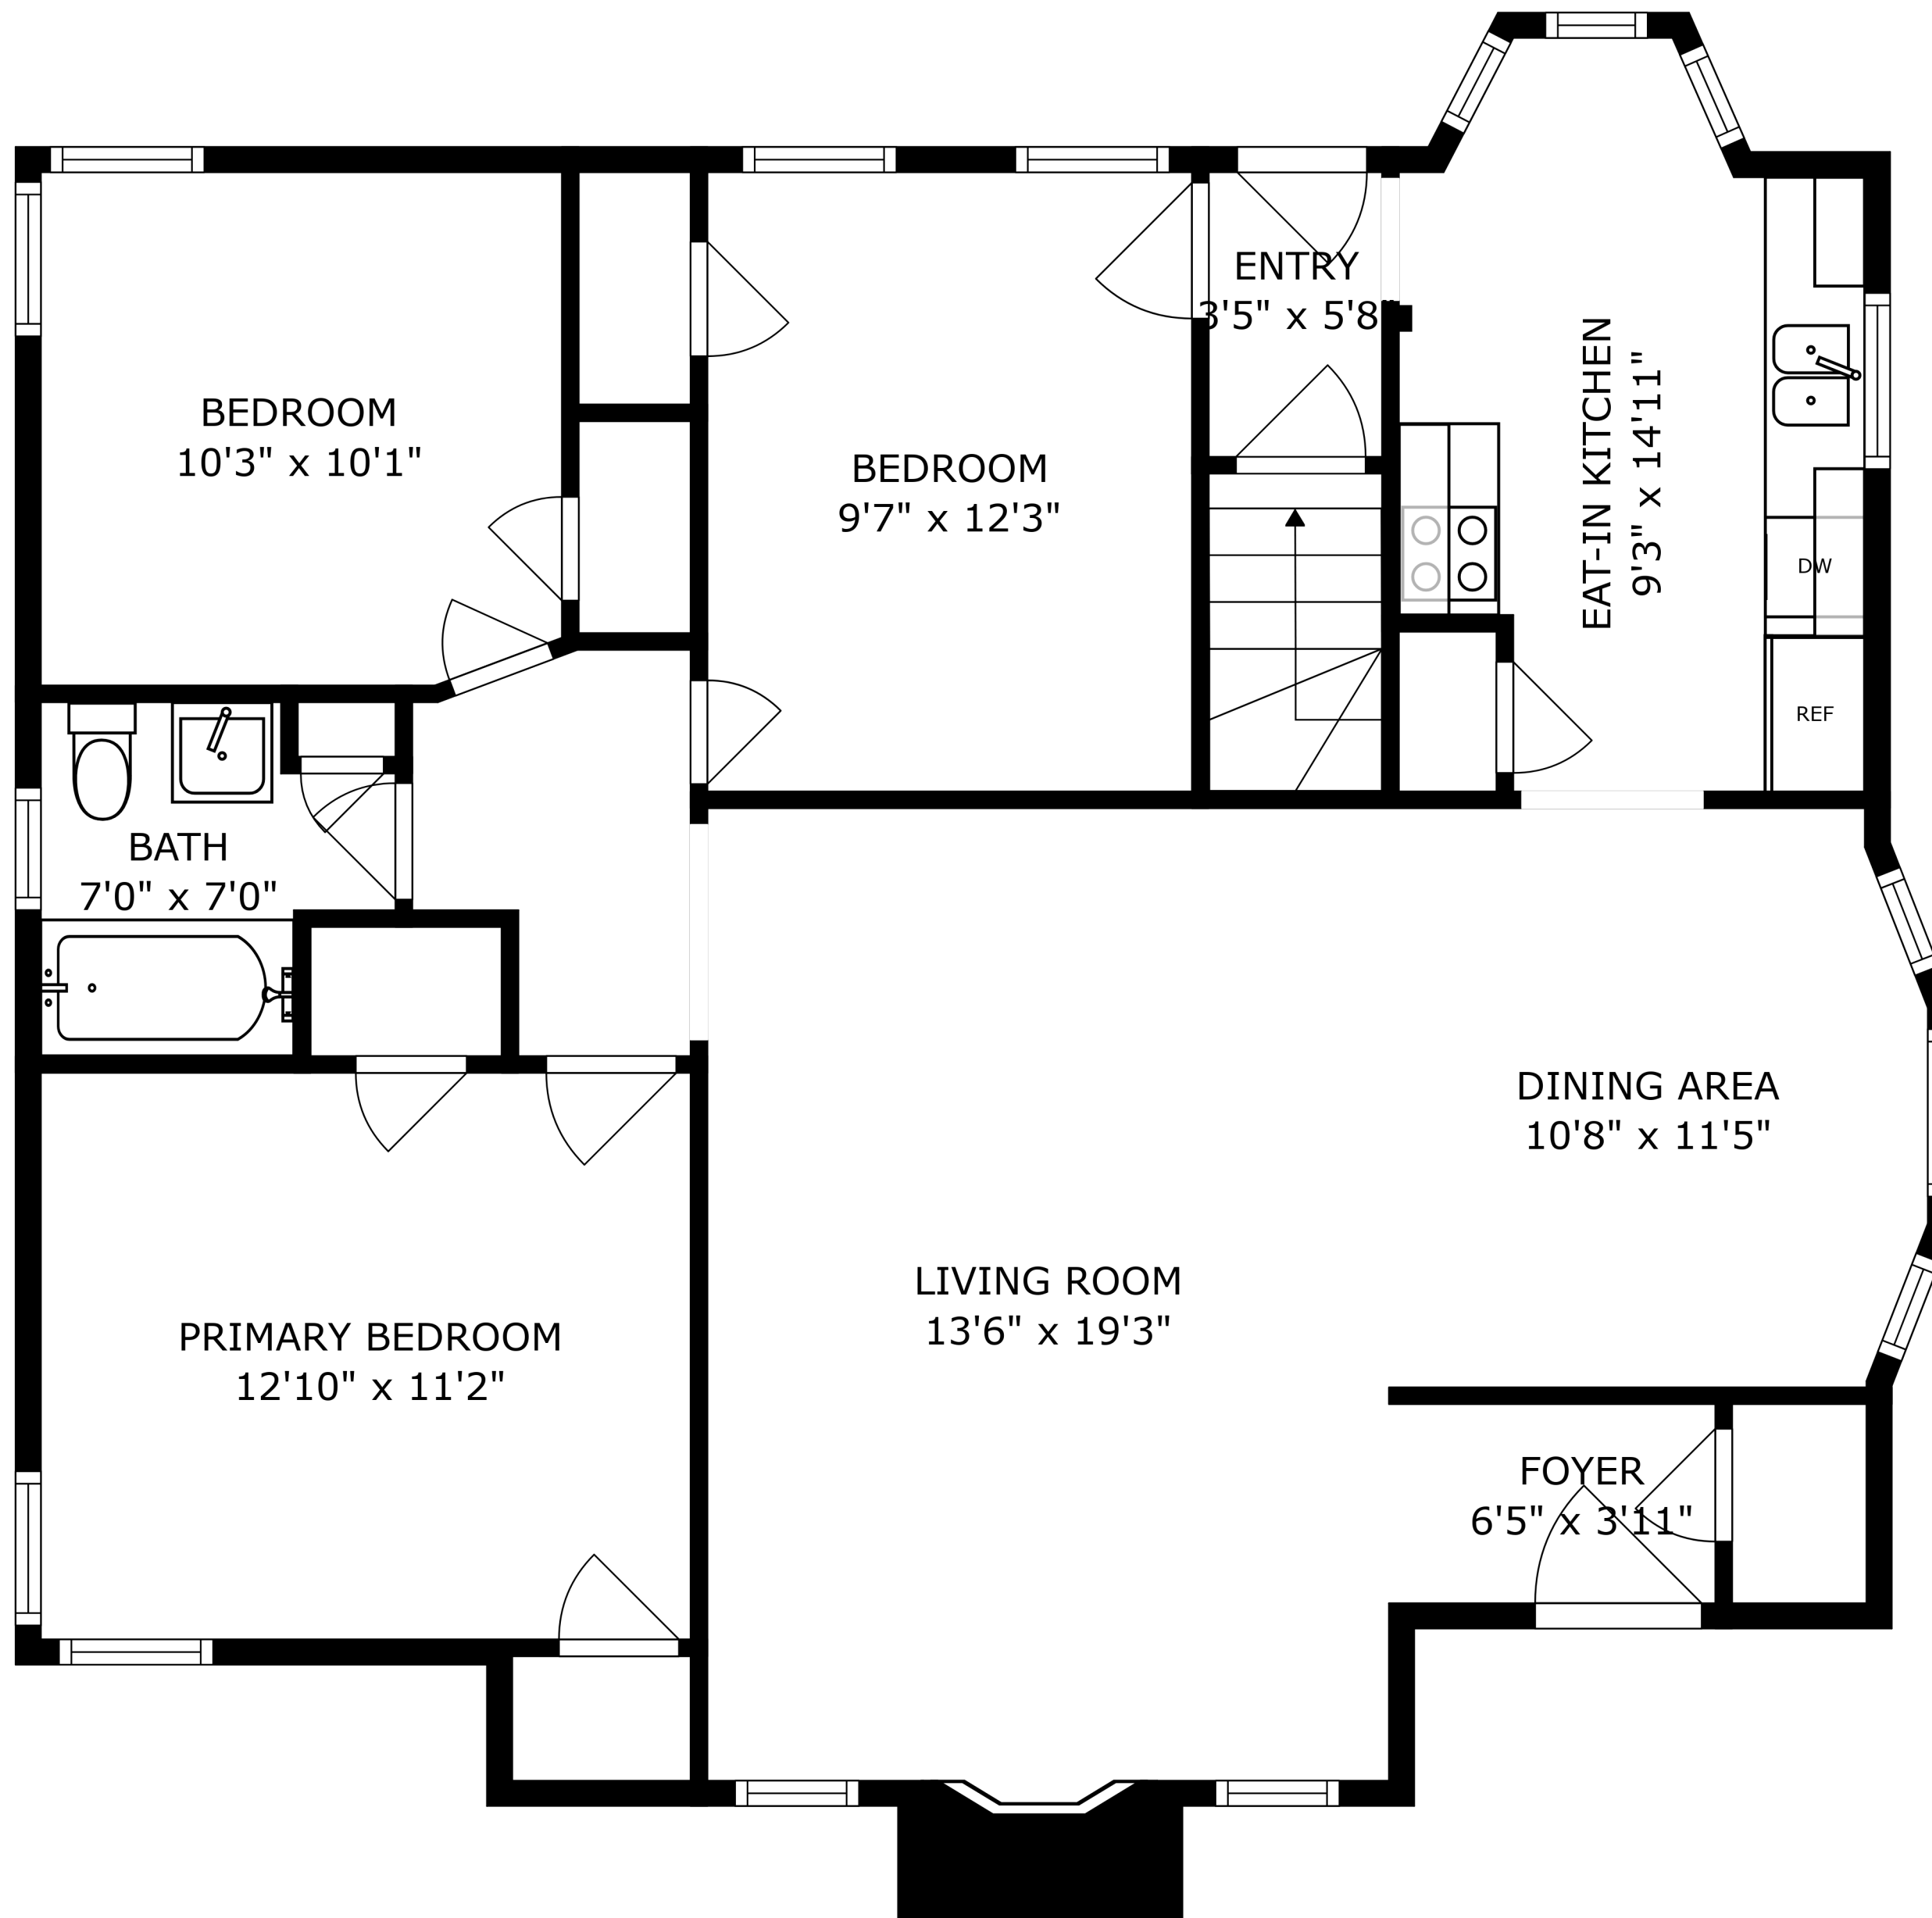 ENTRY
3'5" x 5'8"
BEDROOM
10'3" x 10'1"
BEDROOM
9'7" x 12'3"
EAT-IN KITCHEN
9'3" x 14'11"
DW
REF
BATH
7'0" x 7'0"
DINING AREA
10'8" x 11'5"
LIVING ROOM
13'6" x 19'3"
PRIMARY BEDROOM
12'10" x 11'2"
FOYER
6'5" x 3'11"